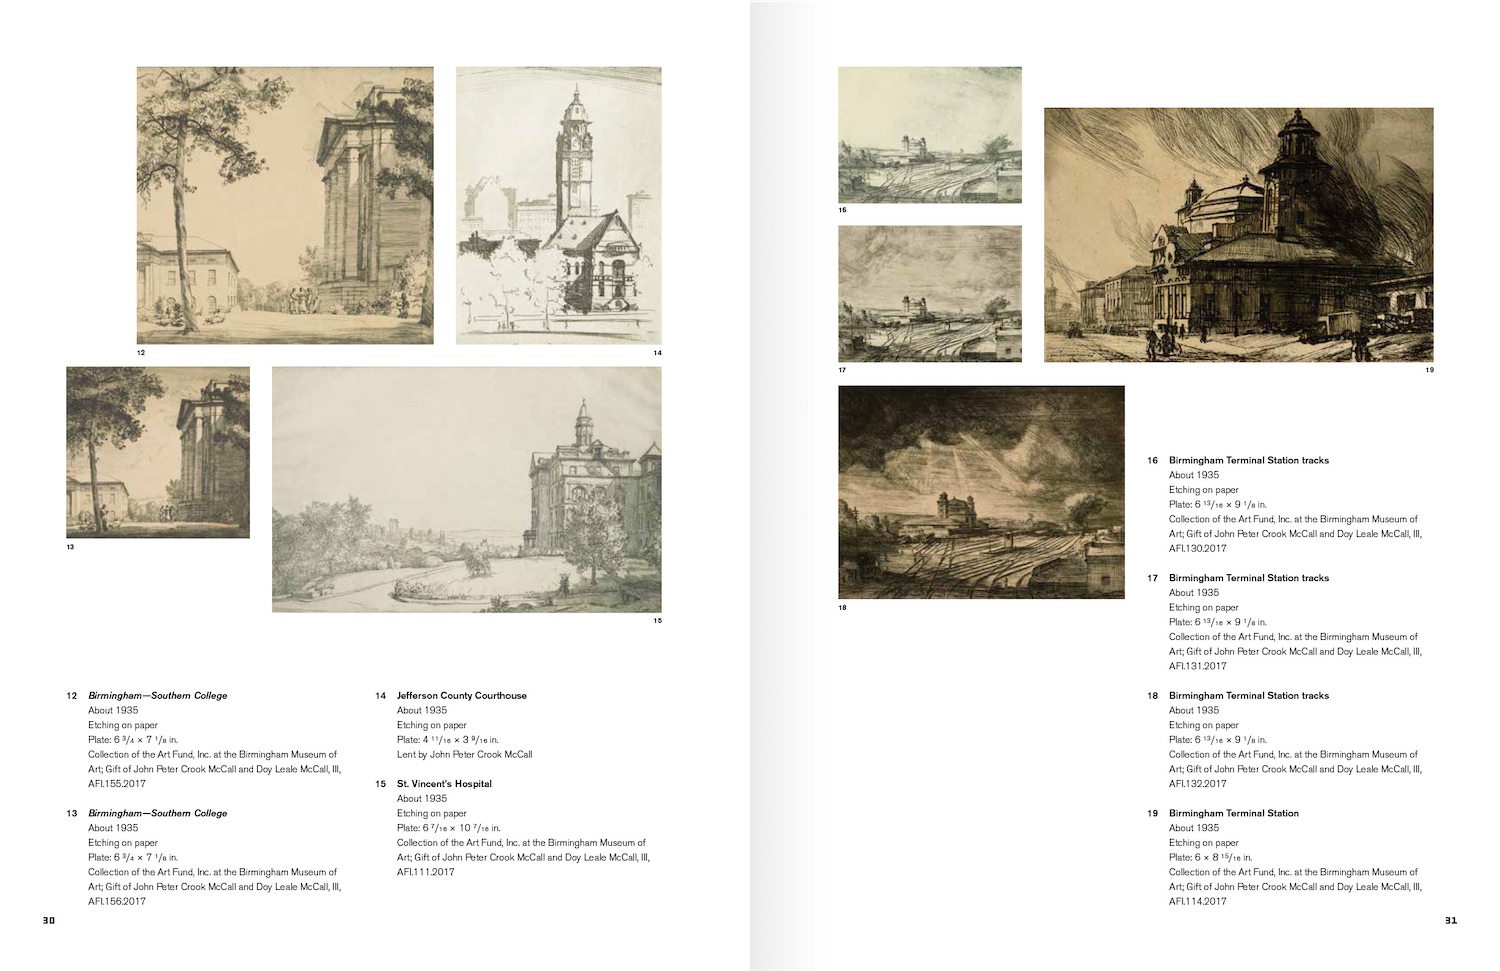 12
14
13
15
12 Birmingham—Southern College
About 1935
Etching on paper
Plate: 6 3/4 × 7 1/8 in.
Collection of the Art Fund, Inc. at the Birmingham Museum of
Art; Gift of John Peter Crook McCall and Doy Leale McCall, III,
AFI.155.2017
13 Birmingham—Southern College
About 1935
Etching on paper
Plate: 6 3/4 × 7 1/8 in.
Collection of the Art Fund, Inc. at the Birmingham Museum of
Art; Gift of John Peter Crook McCall and Doy Leale McCall, III,
AFI.156.2017
14 Jefferson County Courthouse
About 1935
Etching on paper
Plate: 4 11/16 × 3 9/16 in.
Lent by John Peter Crook McCall
15 St. Vincent's Hospital
About 1935
Etching on paper
Plate: 6 7/16 × 10 7/16 in.
Collection of the Art Fund, Inc. at the Birmingham Museum of
Art; Gift of John Peter Crook McCall and Doy Leale McCall, III,
AFI.111.2017
30
16
17
19
18
16 Birmingham Terminal Station tracks
About 1935
Etching on paper
Plate: 6 13/16 × 9 1/8 in.
Collection of the Art Fund, Inc. at the Birmingham Museum of
Art; Gift of John Peter Crook McCall and Doy Leale McCall, III,
AFI.130.2017
17 Birmingham Terminal Station tracks
About 1935
Etching on paper
Plate: 6 13/16 × 9 1/8 in.
Collection of the Art Fund, Inc. at the Birmingham Museum of
Art; Gift of John Peter Crook McCall and Doy Leale McCall, III,
AFI.131.2017
18 Birmingham Terminal Station tracks
About 1935
Etching on paper
Plate: 6 13/16 × 9 1/8 in.
Collection of the Art Fund, Inc. at the Birmingham Museum of
Art; Gift of John Peter Crook McCall and Doy Leale McCall, III,
AFI.132.2017
19 Birmingham Terminal Station
About 1935
Etching on paper
Plate: 6 × 8 15/16 in.
Collection of the Art Fund, Inc. at the Birmingham Museum of
Art; Gift of John Peter Crook McCall and Doy Leale McCall, III,
AFI.114.2017
31